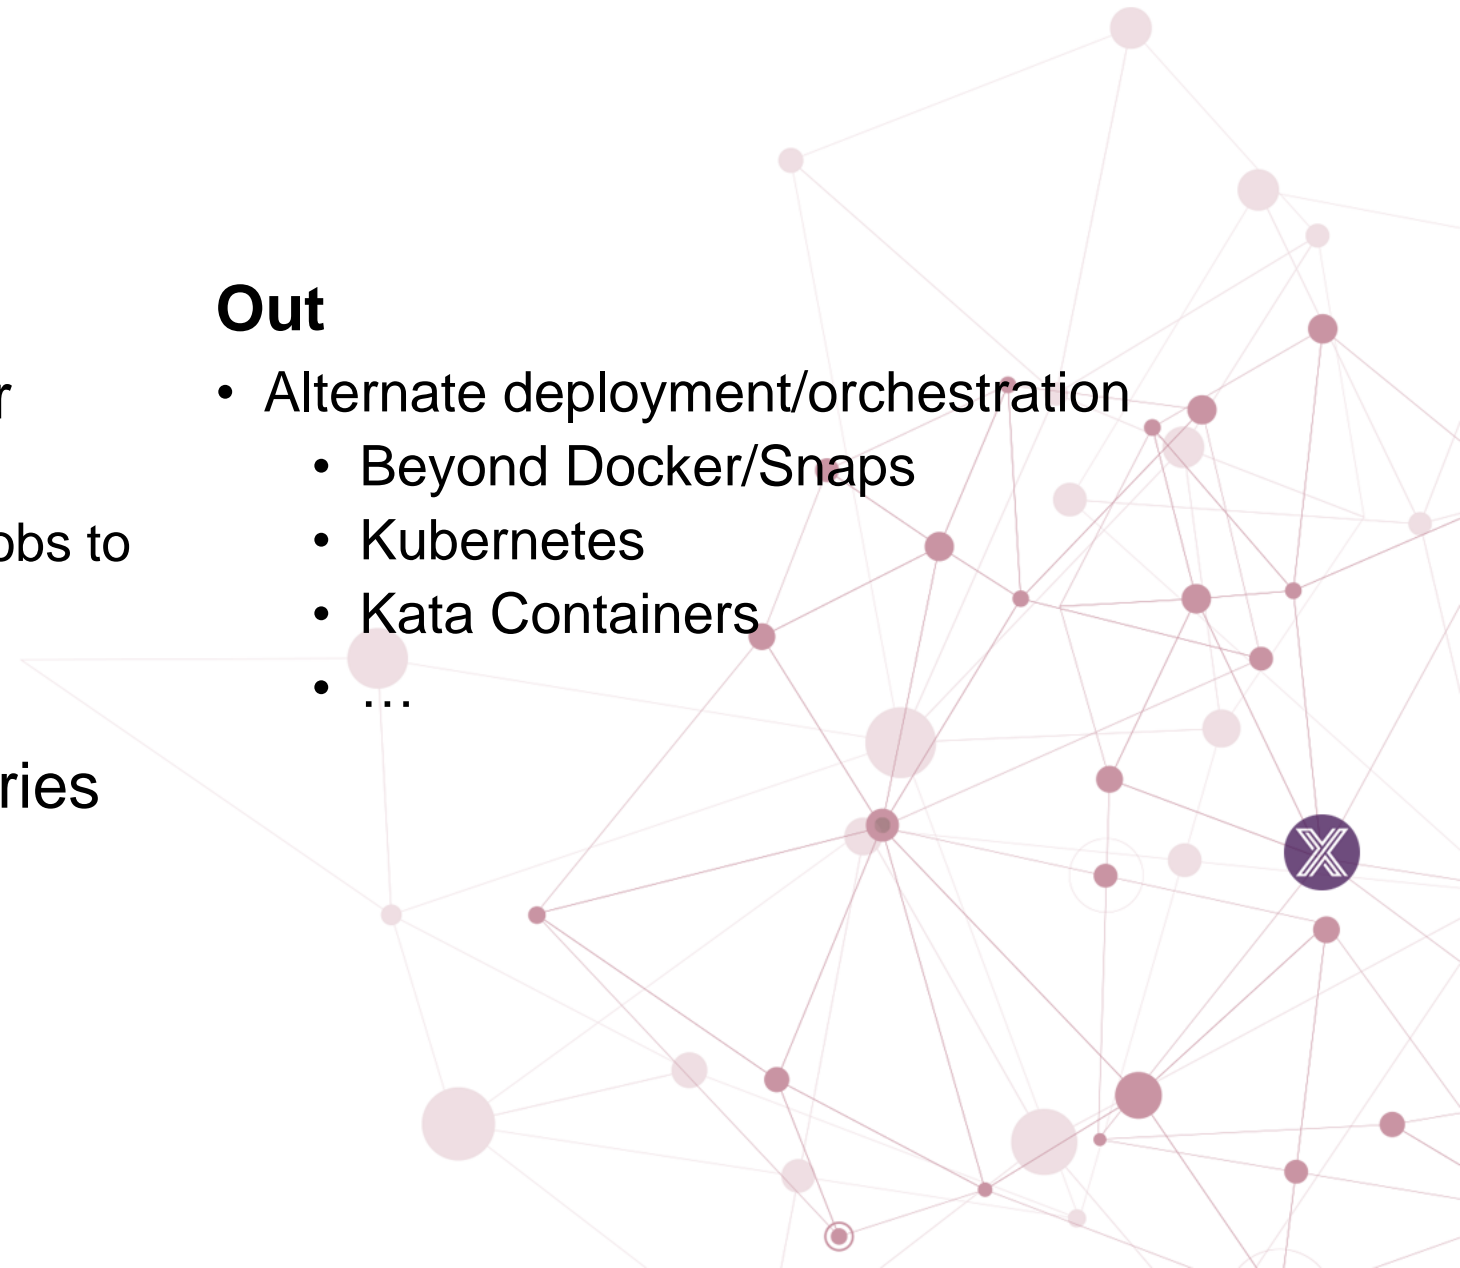 Out
• Alternate deployment/orchestration
• Beyond Docker/Snaps
• Kubernetes
• Kata Containers
• …
obs to
ries